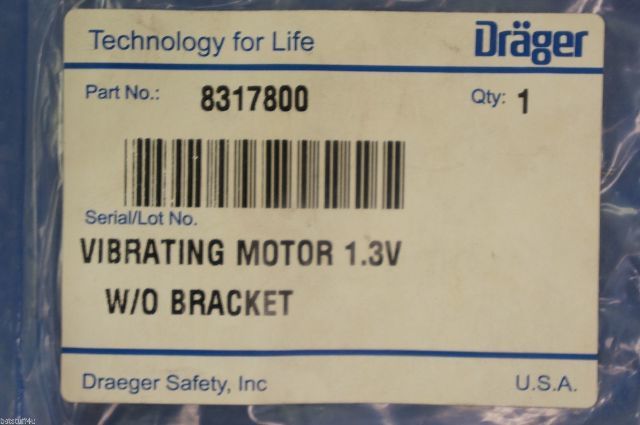 Technology for Life
Dräger
Part No.: 8317800
Qty: 1
Serial/Lot No.
VIBRATING MOTOR 1.3V
W/O BRACKET
Draeger Safety, Inc
U.S.A.
batstuff4u